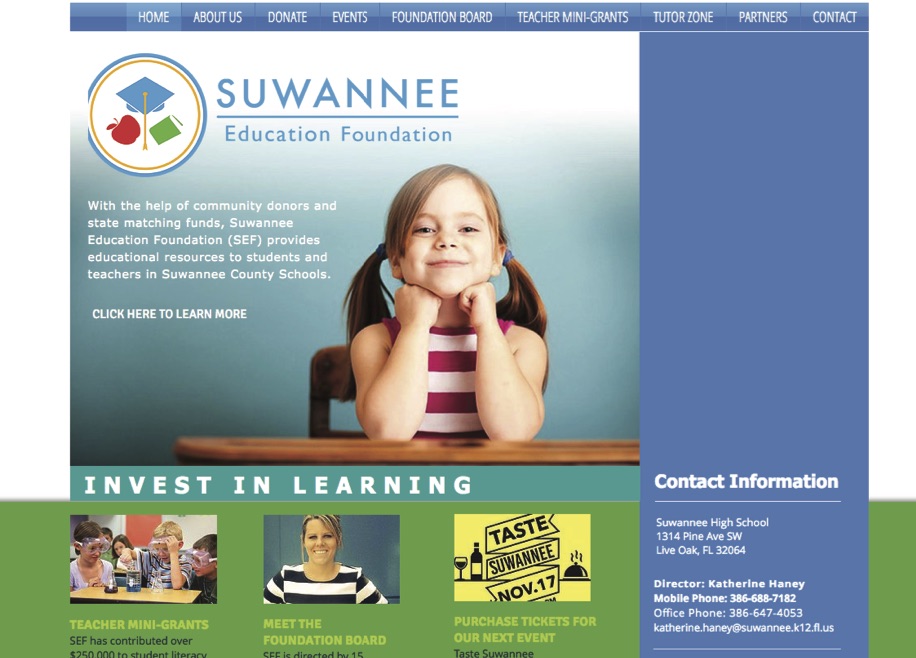 HOME ABOUT US DONATE EVENTS FOUNDATION BOARD TEACHER MINI-GRANTS TUTOR ZONE PARTNERS CONTACT
SUWANNEE
Education Foundation
With the help of community donors and
state matching funds, Suwannee
Education Foundation (SEF) provides
educational resources to students and
teachers in Suwannee County Schools.
CLICK HERE TO LEARN MORE
INVEST IN LEARNING
TEACHER MINI-GRANTS
SEF has contributed over
$250,000 to student literacy
MEET THE
FOUNDATION BOARD
SEF is directed by 15
TASTE
SUWANNEE
NOV.17
PURCHASE TICKETS FOR
OUR NEXT EVENT
Taste Suwannee
Contact Information
Suwannee High School
1314 Pine Ave SW
Live Oak, FL 32064
Director: Katherine Haney
Mobile Phone: 386-688-7182
Office Phone: 386-647-4053
katherine.haney@suwannee.k12.fl.us